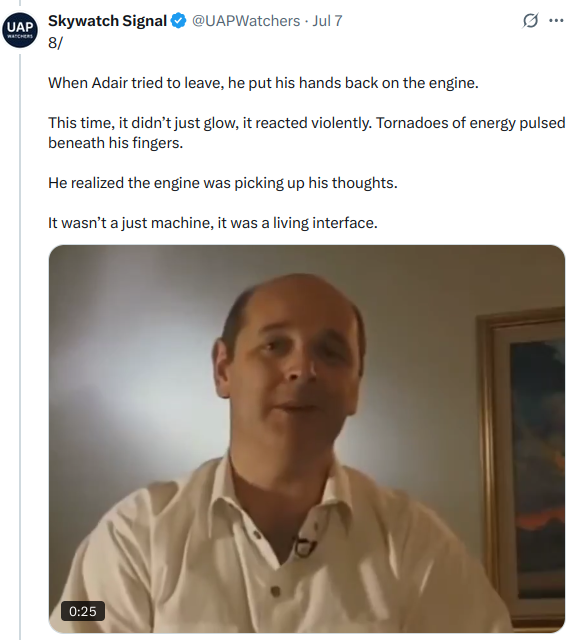 UAP
WATCHERS
Skywatch Signal @UAPWatchers · Jul 7
8/
When Adair tried to leave, he put his hands back on the engine.
This time, it didn’t just glow, it reacted violently. Tornadoes of energy pulsed
beneath his fingers.
He realized the engine was picking up his thoughts.
It wasn’t a just machine, it was a living interface.
0:25